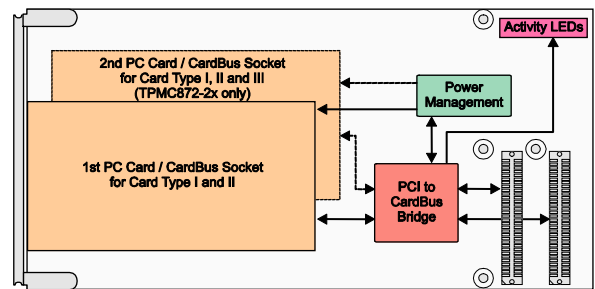 Activity LEDs
2nd PC Card / CardBus Socket
for Card Type I, II and III
(TPMC872-2x only)
Power
Management
1st PC Card / CardBus Socket
for Card Type I and II
PCI to
CardBus
Bridge